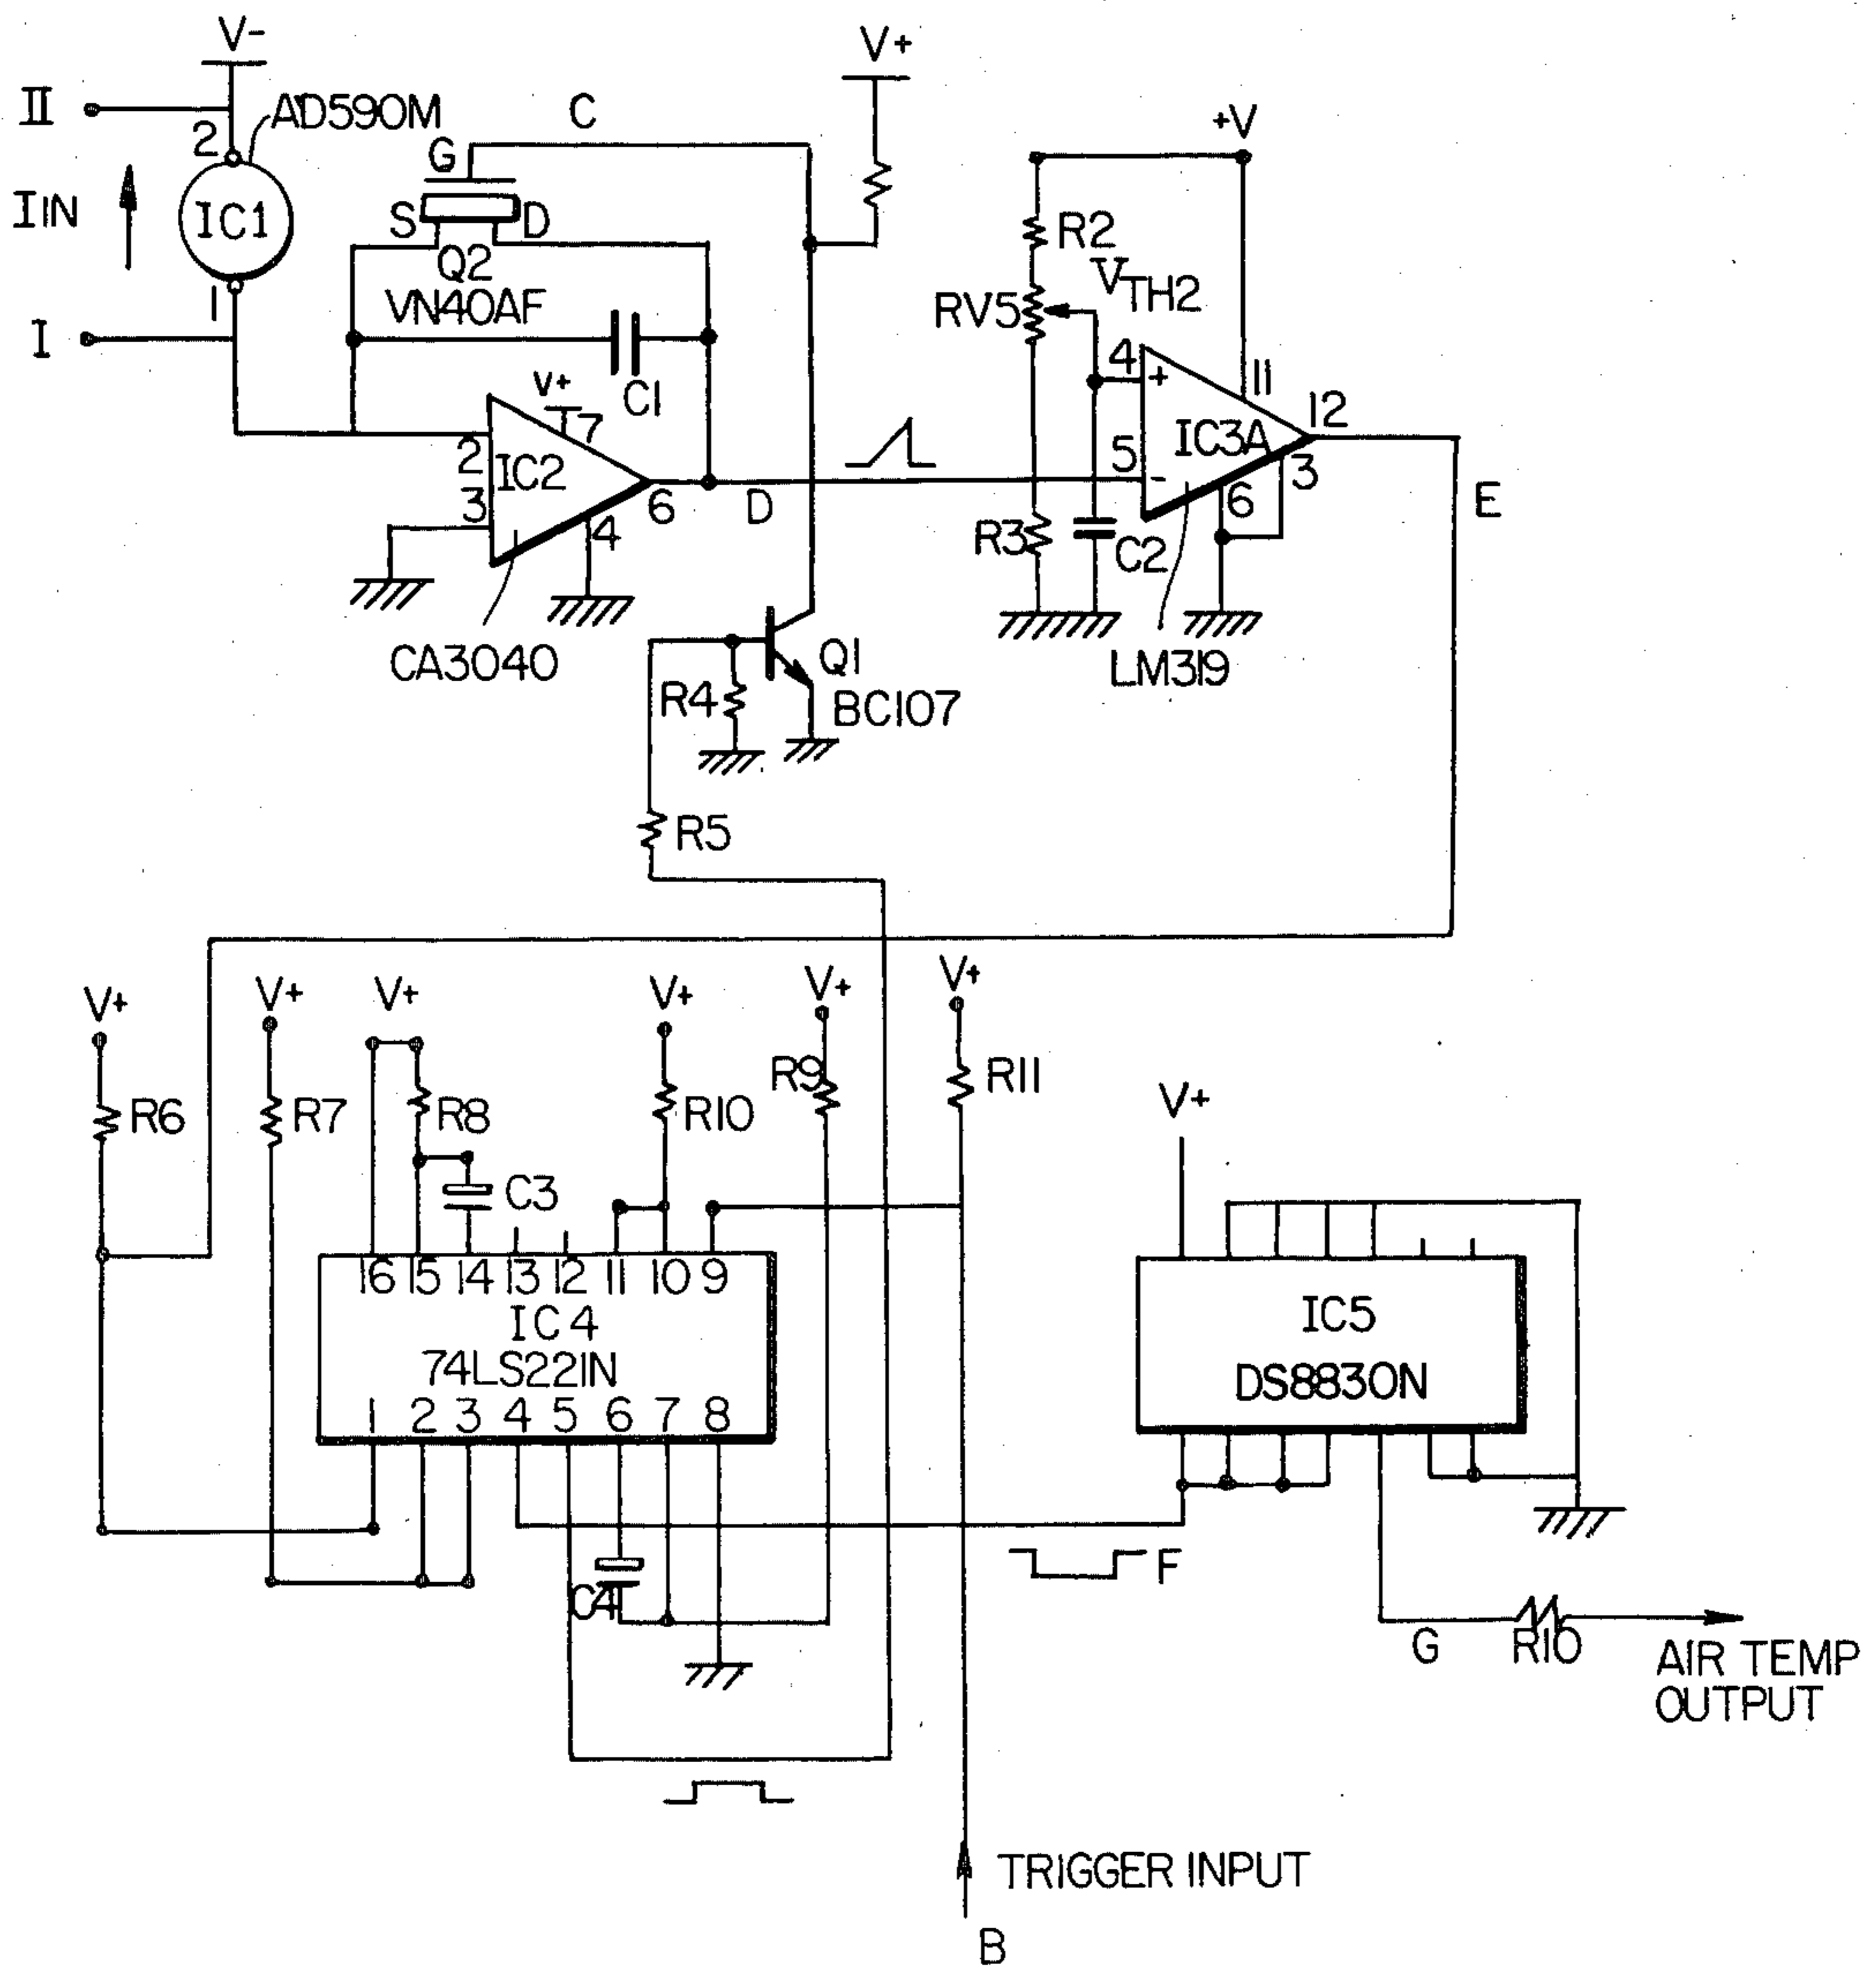 V-
V+
II
AD590M
C
+V
2
G
IIN
IC1
S
D
R2
Q2
VTH2
1
VN40AF
RV5
I
C1
4
+
11
V+
7
12
2
IC2
5
-
IC3A
3
3
6
D
6
E
4
R3
C2
CA3040
Q1
LM319
R4
BC107
R5
V+
V+
V+
V+
V+
V+
R6
R7
R8
R10
R9
R11
V+
C3
16 15 14 13 12 11 10 9
IC4
IC5
74LS221N
DS8830N
1 2 3 4 5 6 7 8
F
C4
G
R10
AIR TEMP
OUTPUT
TRIGGER INPUT
B